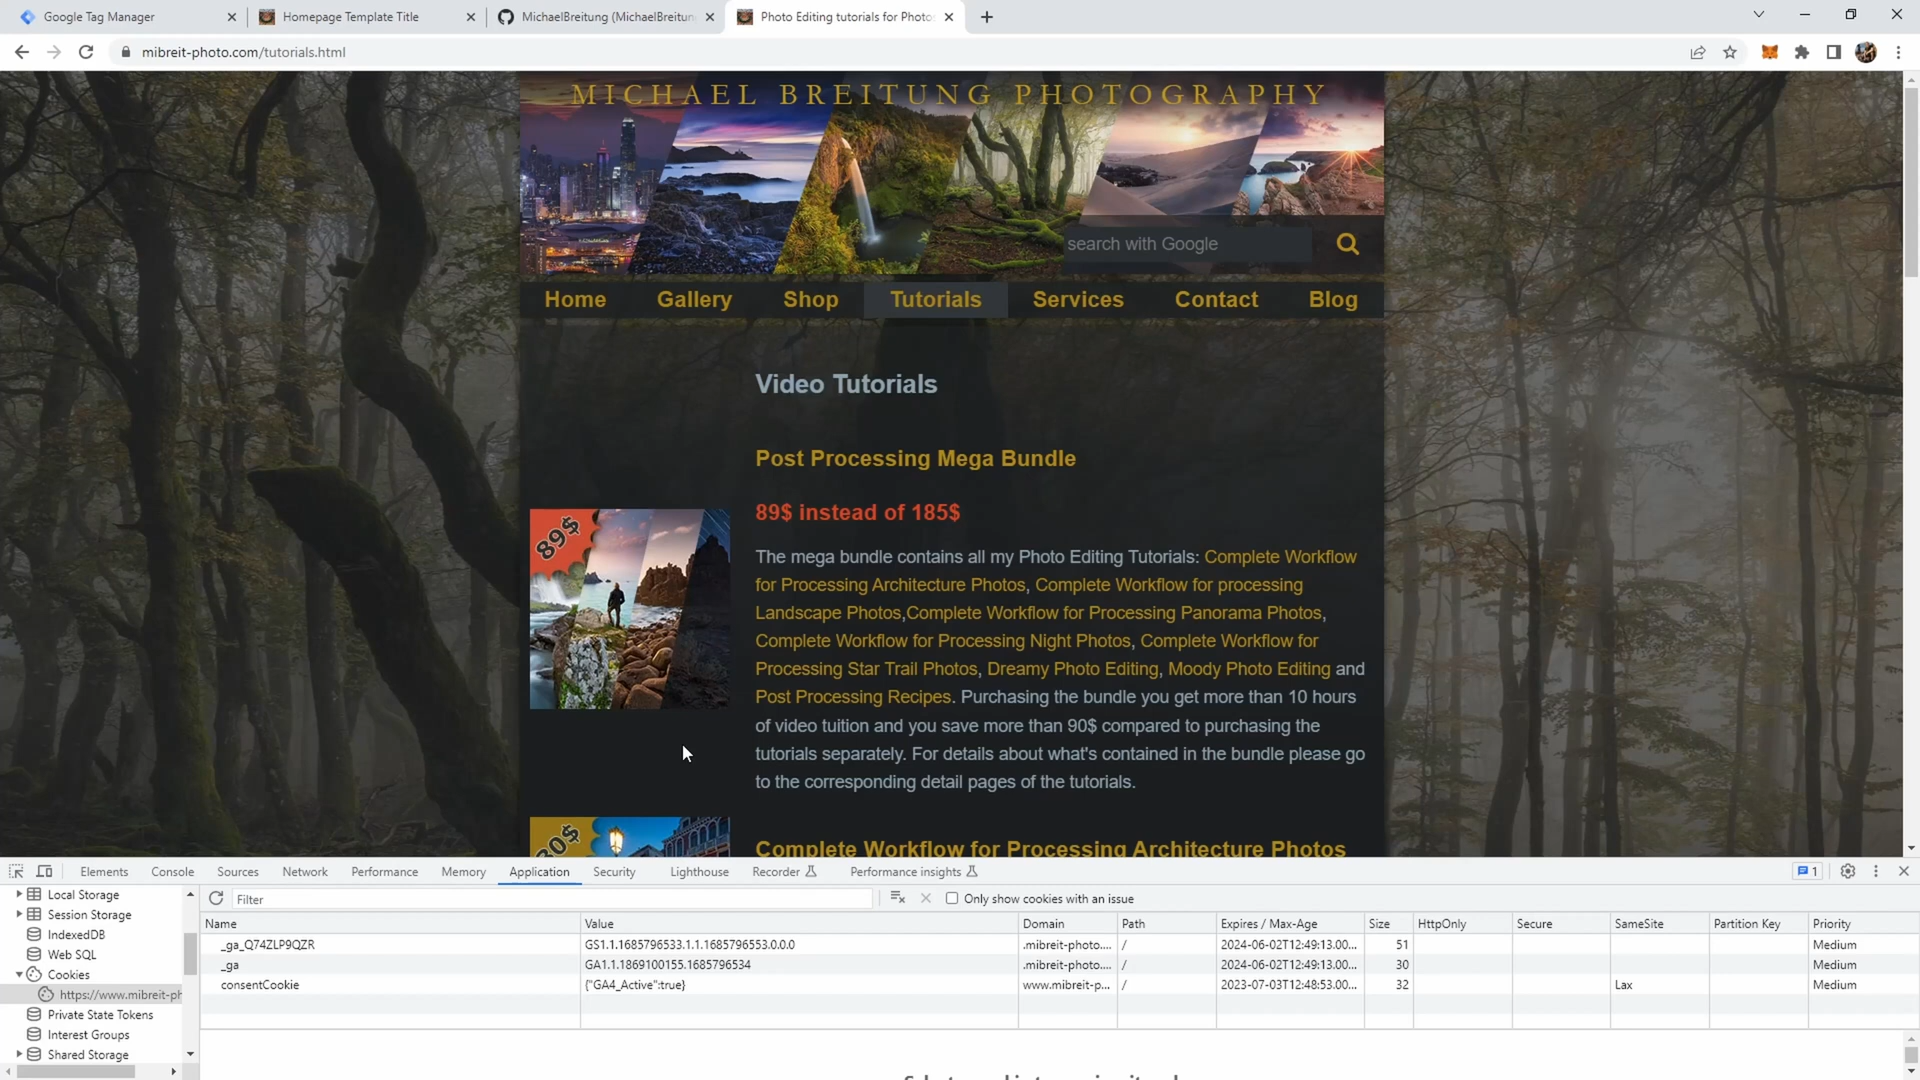 Google Tag Manager
Homepage Template Title
MichaelBreitung (MichaelBreitun
Photo Editing tutorials for Photo
mibreit-photo.com/tutorials.html
MICHAEL BREITUNG PHOTOGRAPHY
search with Google
Home Gallery Shop Tutorials Services Contact Blog
Video Tutorials
Post Processing Mega Bundle
89$ instead of 185$
89$
The mega bundle contains all my Photo Editing Tutorials: Complete Workflow
for Processing Architecture Photos, Complete Workflow for processing
Landscape Photos,Complete Workflow for Processing Panorama Photos,
Complete Workflow for Processing Night Photos, Complete Workflow for
Processing Star Trail Photos, Dreamy Photo Editing, Moody Photo Editing and
Post Processing Recipes. Purchasing the bundle you get more than 10 hours
of video tuition and you save more than 90$ compared to purchasing the
tutorials separately. For details about what's contained in the bundle please go
to the corresponding detail pages of the tutorials.
Complete Workflow for Processing Architecture Photos
Elements Console Sources Network Performance Memory Application Security Lighthouse Recorder Performance insights 1
Local Storage
Session Storage
IndexedDB
Web SQL
Cookies
https://www.mibreit-ph
Private State Tokens
Interest Groups
Shared Storage
Filter
Only show cookies with an issue
Name Value Domain Path Expires / Max-Age Size HttpOnly Secure SameSite Partition Key Priority
_ga_Q74ZLP9QZR GS1.1.1685796533.1.1.1685796553.0.0.0 .mibreit-photo.... / 2024-06-02T12:49:13.00... 51 Medium
_ga GA1.1.1869100155.1685796534 .mibreit-photo.... / 2024-06-02T12:49:13.00... 30 Medium
consentCookie {"GA4_Active":true} www.mibreit-p... / 2023-07-03T12:48:53.00... 32 Lax Medium